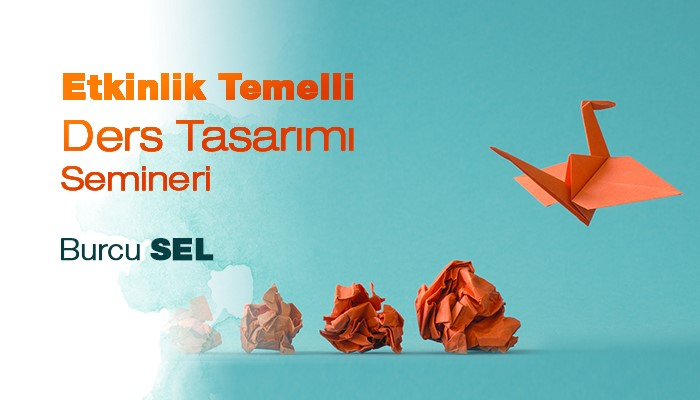 Etkinlik Temelli
Ders Tasarımı
Semineri
Burcu SEL